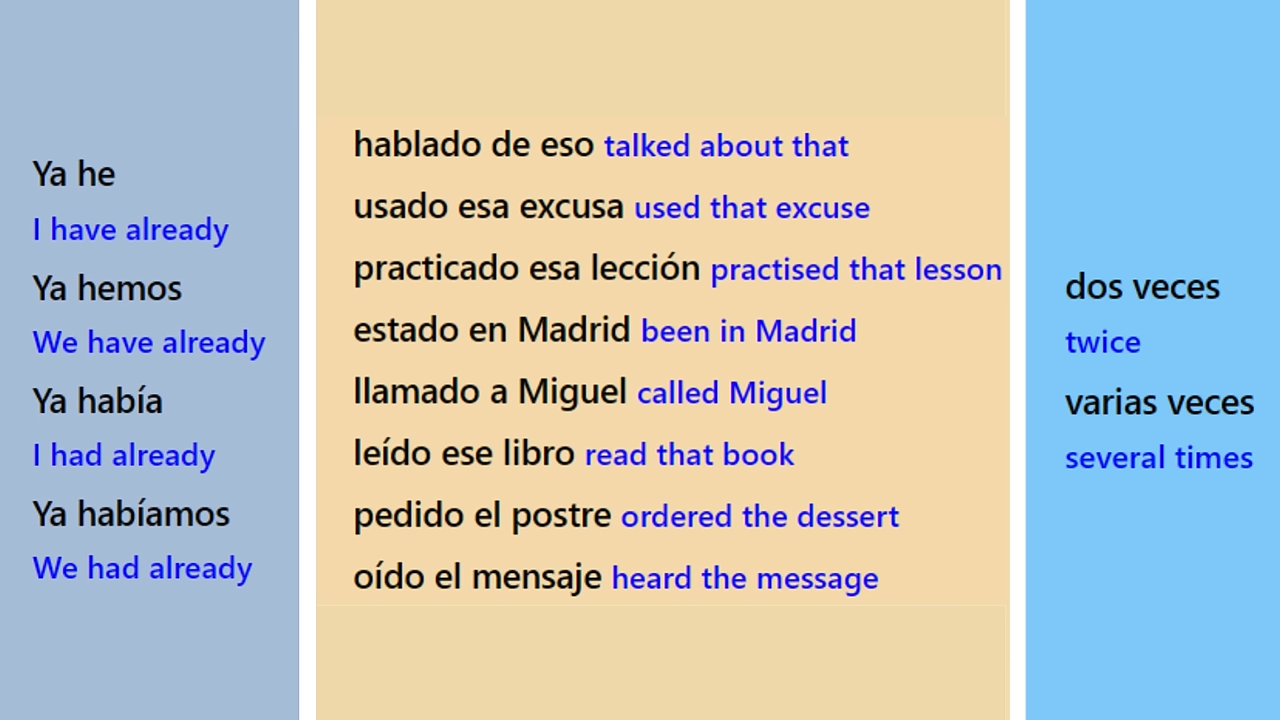 Ya he
I have already
Ya hemos
We have already
Ya había
I had already
Ya habíamos
We had already
hablado de eso talked about that
usado esa excusa used that excuse
practicado esa lección practised that lesson
estado en Madrid been in Madrid
llamado a Miguel called Miguel
leído ese libro read that book
pedido el postre ordered the dessert
oído el mensaje heard the message
dos veces
twice
varias veces
several times